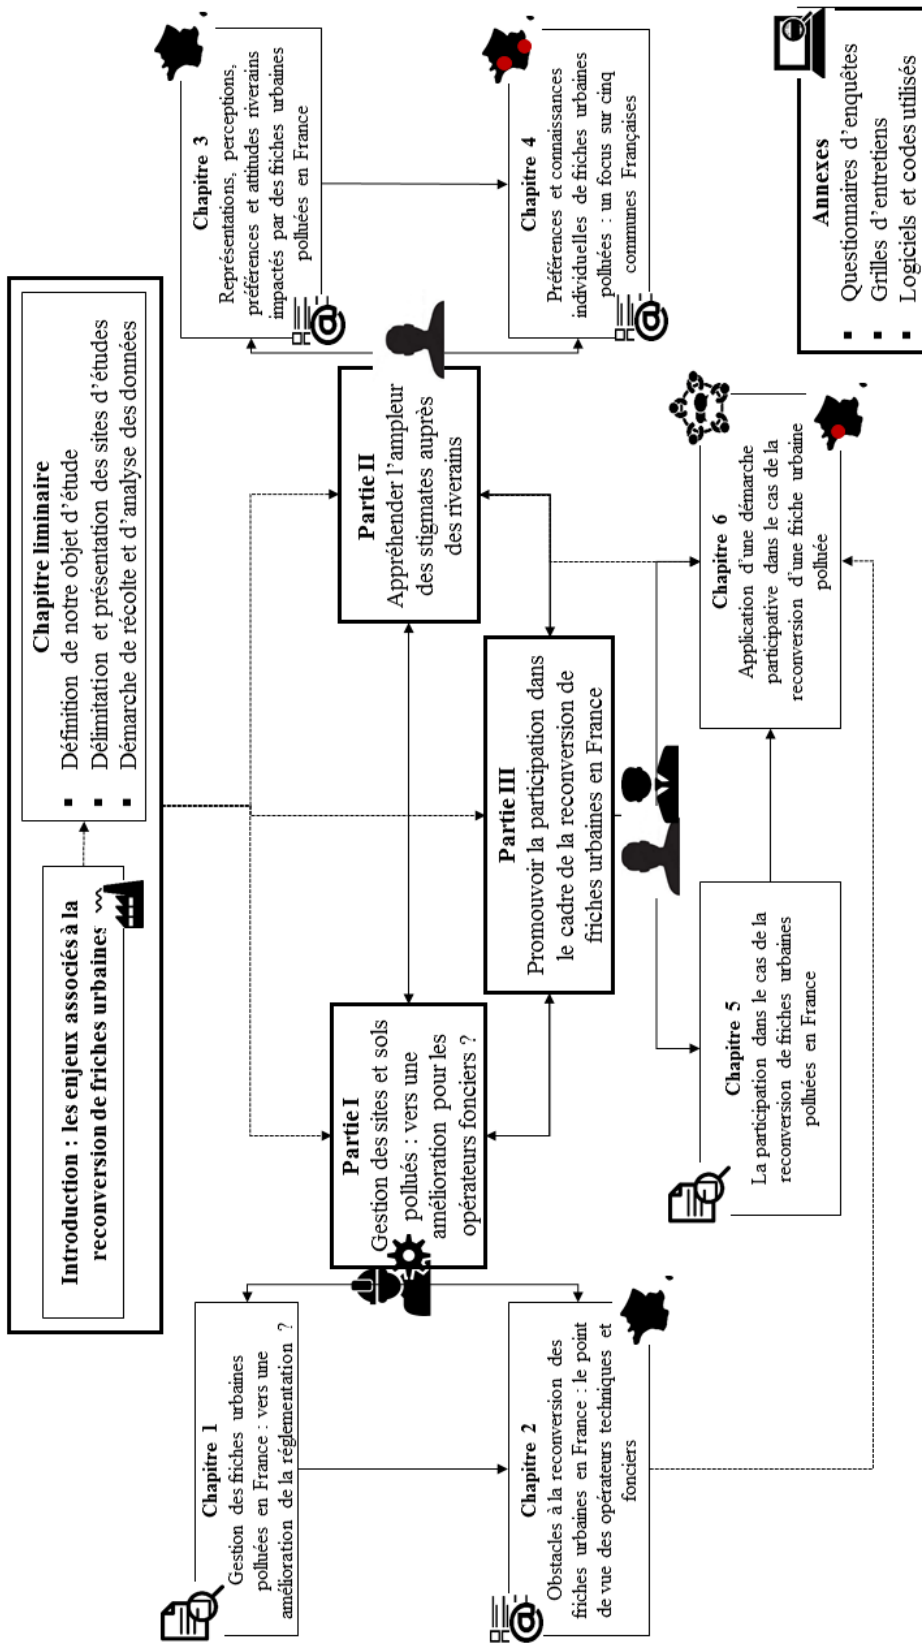 Introduction : les enjeux associés à la
reconversion de friches urbaines
Chapitre liminaire
▪ Définition de notre objet d'étude
▪ Délimitation et présentation des sites d'études
▪ Démarche de récolte et d'analyse des données
Chapitre 1
Gestion des friches urbaines
polluées en France : vers une
amélioration de la réglementation ?
Chapitre 2
Obstacles à la reconversion des
friches urbaines en France : le point
de vue des opérateurs techniques et
fonciers
Partie I
Gestion des sites et sols
pollués : vers une
amélioration pour les
opérateurs fonciers ?
Partie II
Appréhender l'ampleur
des stigmates auprès
des riverains
Partie III
Promouvoir la participation dans
le cadre de la reconversion de
friches urbaines en France
Chapitre 3
Représentations, perceptions,
préférences et attitudes riverains
impactés par des friches urbaines
polluées en France
Chapitre 4
Préférences et connaissances
individuelles de friches urbaines
polluées : un focus sur cinq
communes Françaises
Chapitre 5
La participation dans le cas de la
reconversion de friches urbaines
polluées en France
Chapitre 6
Application d'une démarche
participative dans le cas de la
reconversion d'une friche urbaine
polluée
Annexes
▪ Questionnaires d'enquêtes
▪ Grilles d'entretiens
▪ Logiciels et codes utilisés